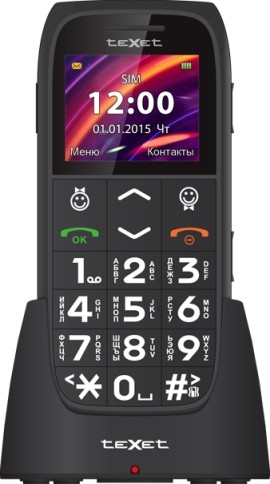 teXet
SIM
12:00
01.01.2015 Чт
Меню Контакты
OK
1 АБВГ 2 ABC ДЕЖЗ 3 DEF
ИЙКЛ 4 GHI МНОП 5 JKL РСТУ 6 MNO
ФХЦЧ 7 PQRS ШЩЪЫ 8 TUV ЬЭЮЯ 9 WXYZ
<* 0 #>
teXet